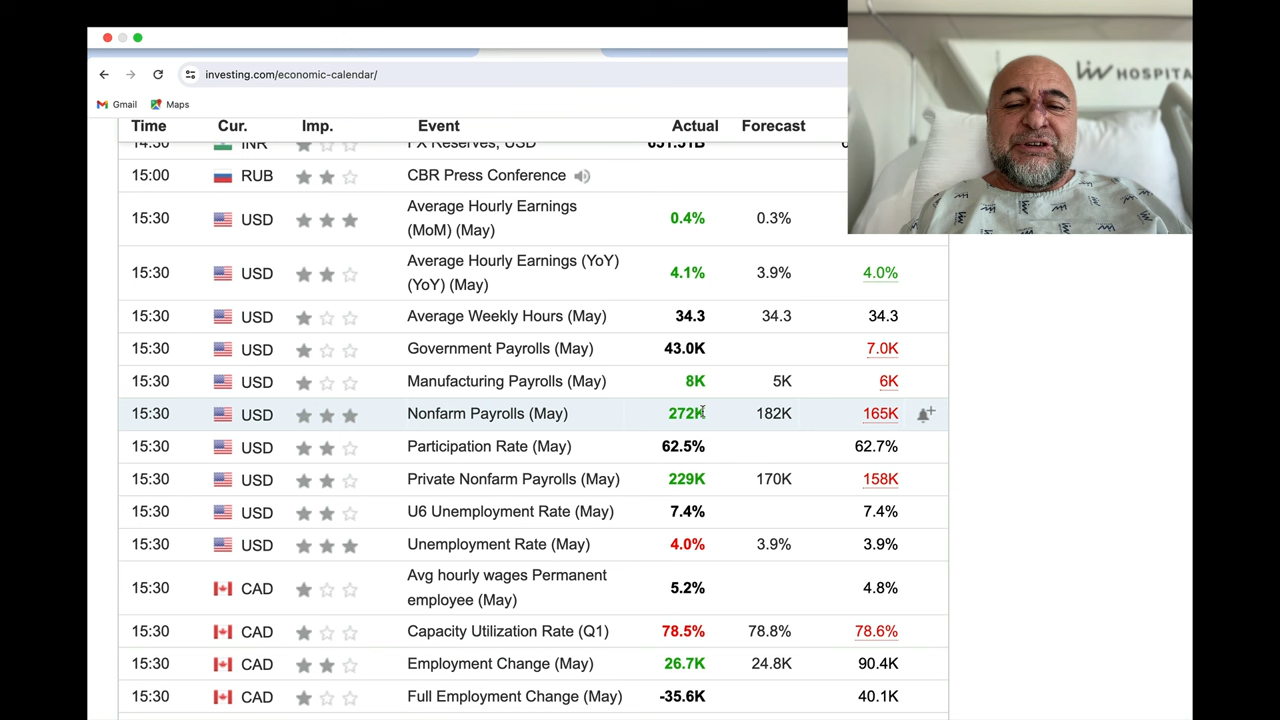 investing.com/economic-calendar/
Gmail Maps
HOSPITA
Time Cur. Imp. Event Actual Forecast
14:30 INR FX Reserves, USD 651.51B
15:00 RUB CBR Press Conference
15:30 USD Average Hourly Earnings (MoM) (May) 0.4% 0.3%
15:30 USD Average Hourly Earnings (YoY) (YoY) (May) 4.1% 3.9% 4.0%
15:30 USD Average Weekly Hours (May) 34.3 34.3 34.3
15:30 USD Government Payrolls (May) 43.0K 7.0K
15:30 USD Manufacturing Payrolls (May) 8K 5K 6K
15:30 USD Nonfarm Payrolls (May) 272K 182K 165K
15:30 USD Participation Rate (May) 62.5% 62.7%
15:30 USD Private Nonfarm Payrolls (May) 229K 170K 158K
15:30 USD U6 Unemployment Rate (May) 7.4% 7.4%
15:30 USD Unemployment Rate (May) 4.0% 3.9% 3.9%
15:30 CAD Avg hourly wages Permanent employee (May) 5.2% 4.8%
15:30 CAD Capacity Utilization Rate (Q1) 78.5% 78.8% 78.6%
15:30 CAD Employment Change (May) 26.7K 24.8K 90.4K
15:30 CAD Full Employment Change (May) -35.6K 40.1K